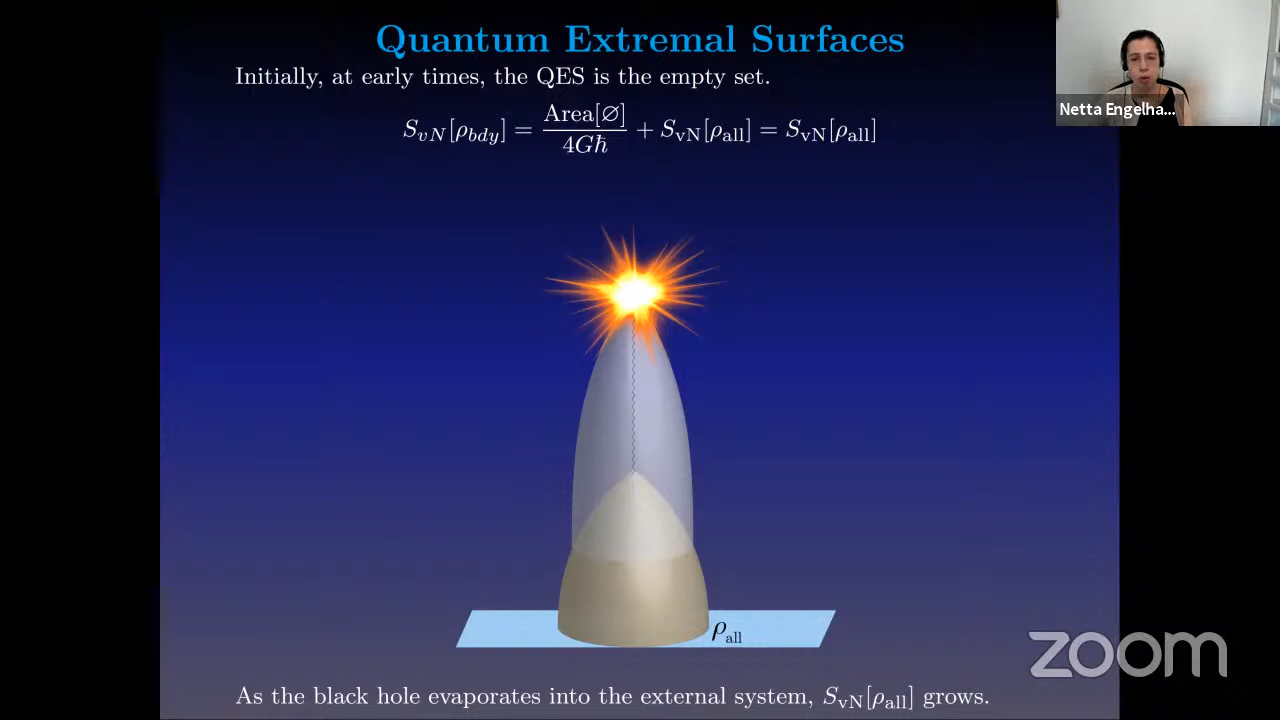 Quantum Extremal Surfaces
Initially, at early times, the QES is the empty set.
S_{vN}[ρ_{bdy}] = Area[∅]/4Għ + S_{vN}[ρ_{all}] = S_{vN}[ρ_{all}]
Netta Engelha...
ρ_{all}
zoom
As the black hole evaporates into the external system, S_{vN}[ρ_{all}] grows.